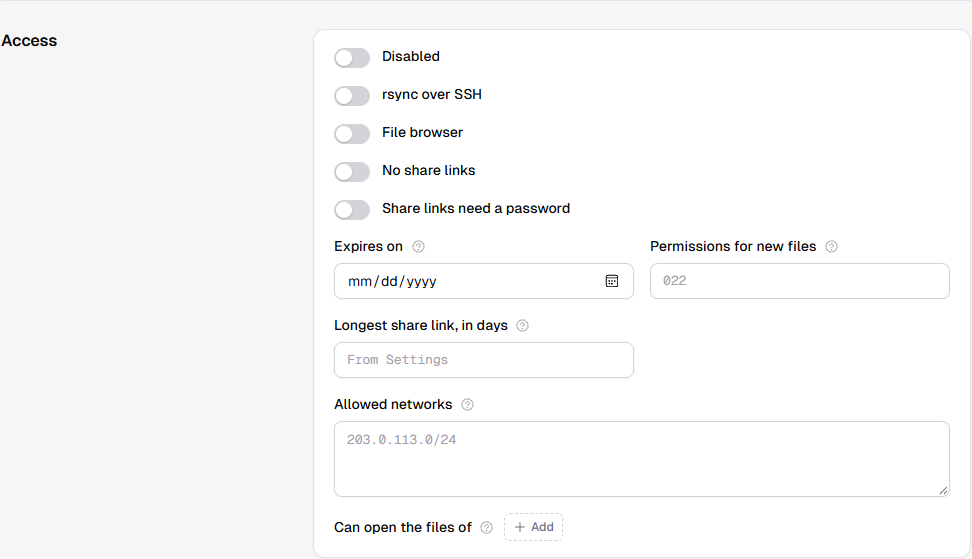 Access
Disabled
rsync over SSH
File browser
No share links
Share links need a password
Expires on
Permissions for new files
mm/dd/yyyy
022
Longest share link, in days
From Settings
Allowed networks
203.0.113.0/24
Can open the files of
+ Add